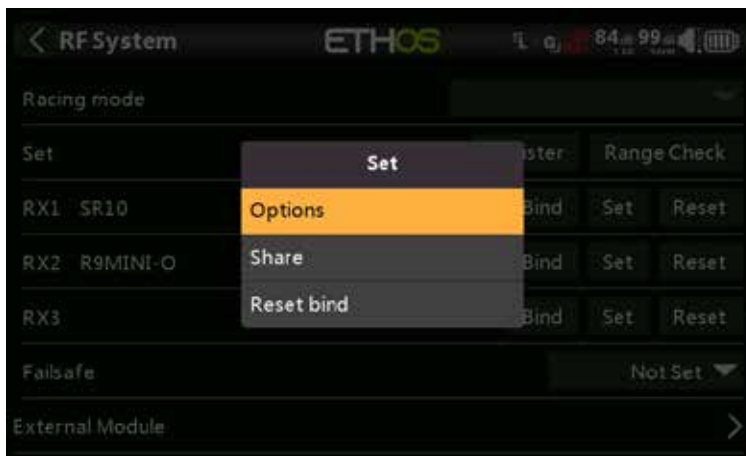 RF System ETHOS 84 99
Racing mode
Set Range Check
Set
RX1 SR10 Bind Set Reset
Options
Share
RX2 R9MINI-O Bind Set Reset
Reset bind
RX3 Bind Set Reset
Failsafe Not Set
External Module